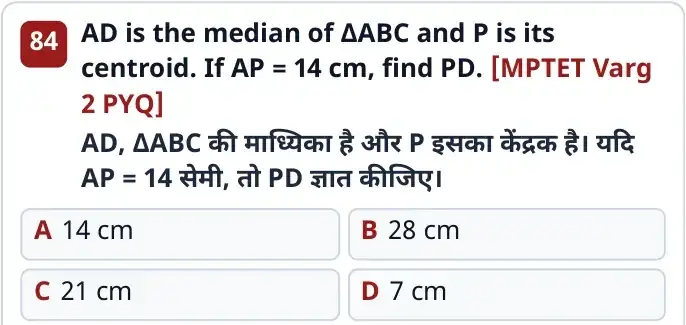 84
AD is the median of ΔABC and P is its
centroid. If AP = 14 cm, find PD. [MPTET Varg
2 PYQ]
AD, ΔABC की माध्यिका है और P इसका केंद्रक है। यदि
AP = 14 सेमी, तो PD ज्ञात कीजिए।
A 14 cm
B 28 cm
C 21 cm
D 7 cm